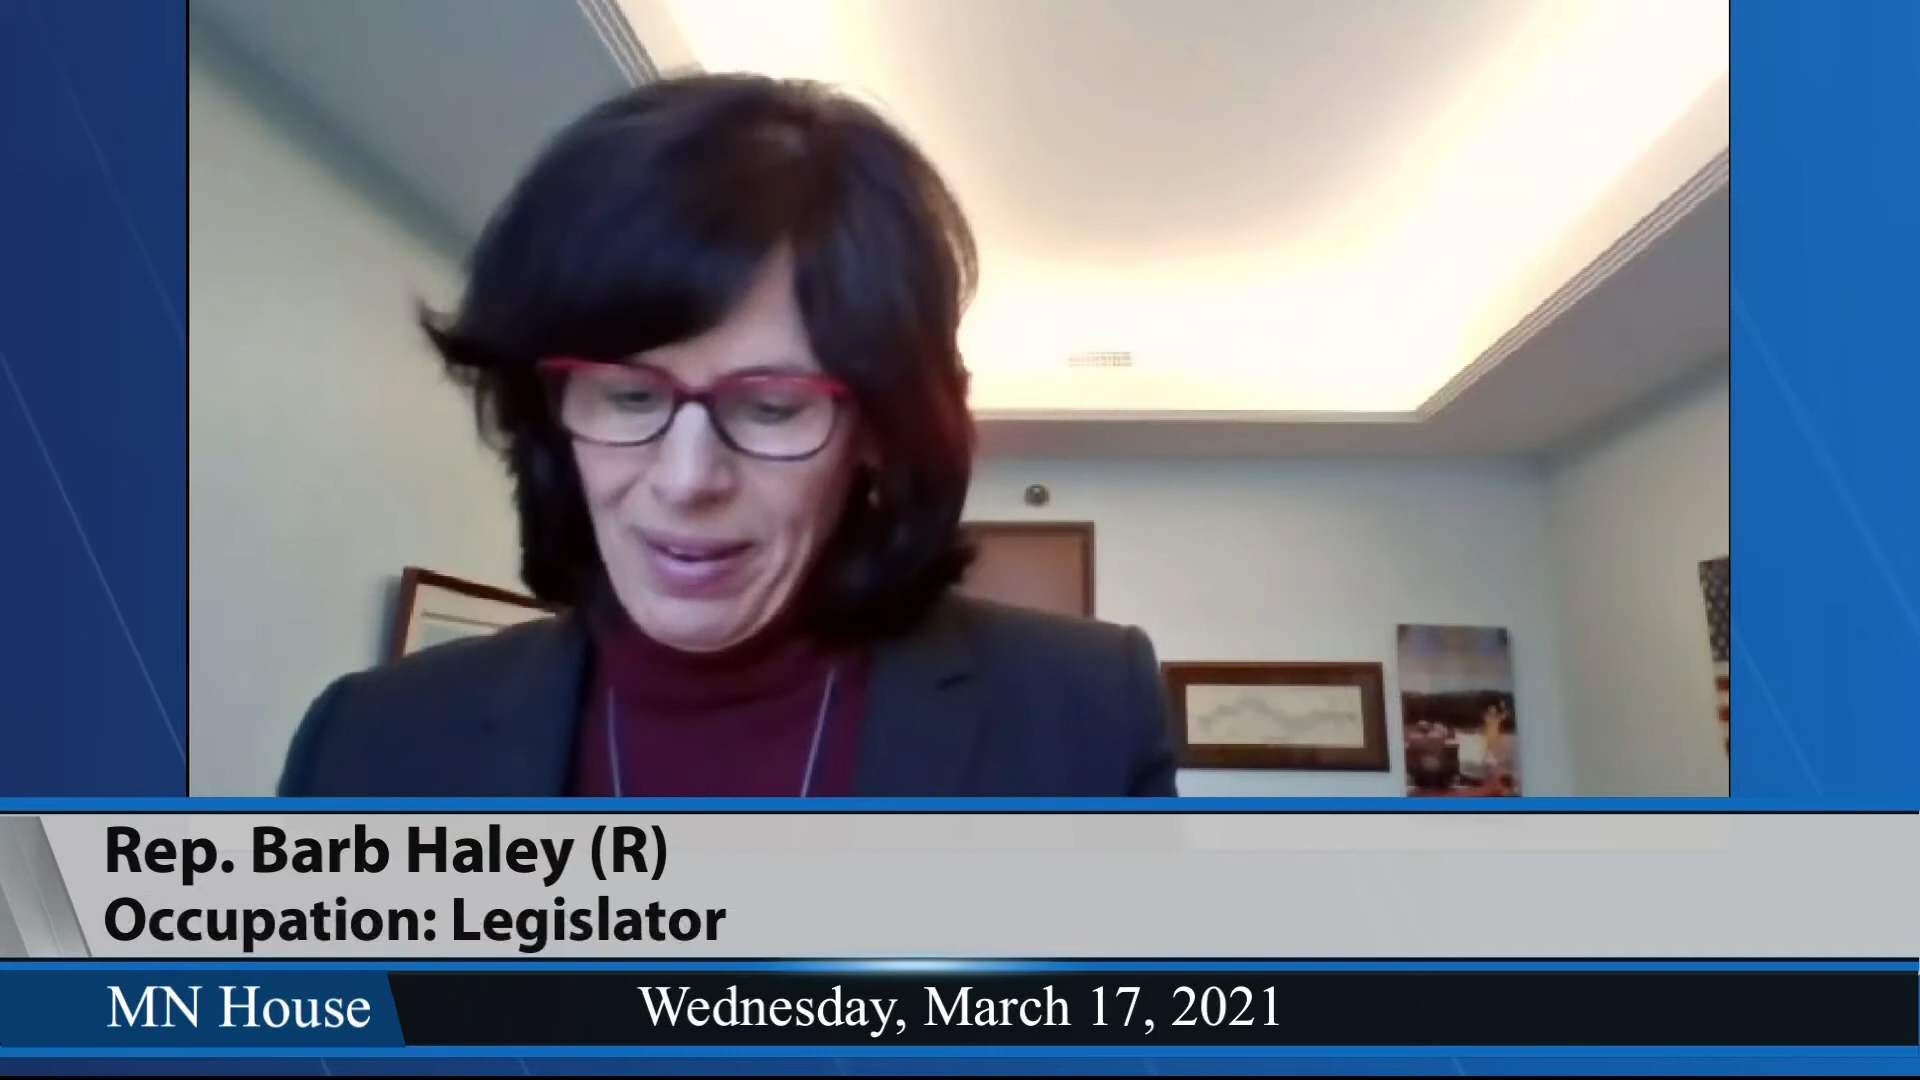 Rep. Barb Haley (R)
Occupation: Legislator
MN House
Wednesday, March 17, 2021